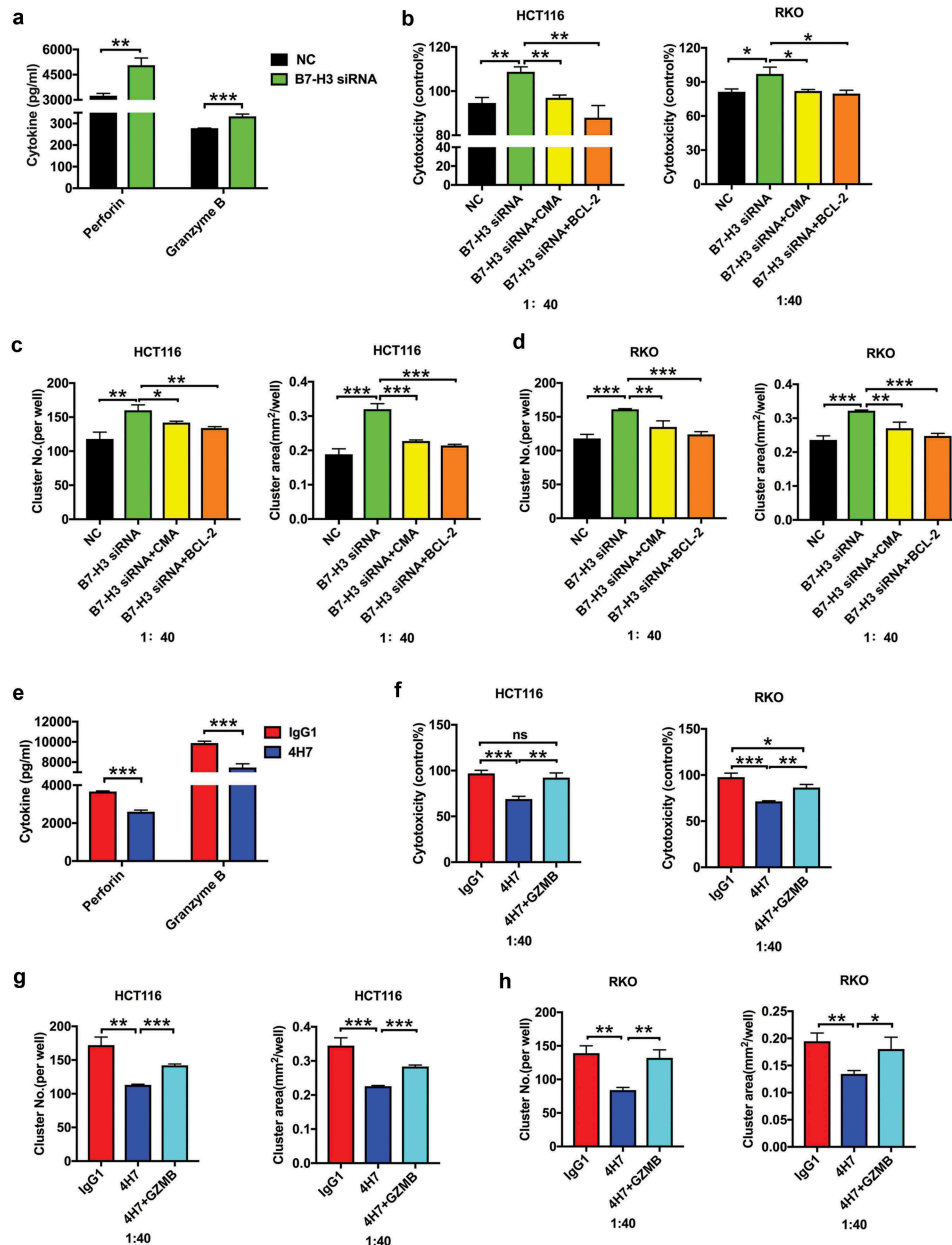 a
Cytokine (pg/ml)
6000
4500
3000
300
200
100
0
**
***
Perforin
Granzyme B
NC
B7-H3 siRNA
b
HCT116
Cytotoxicity (control%)
120
100
80
40
20
0
**
**
**
NC
B7-H3 siRNA
B7-H3 siRNA+CMA
B7-H3 siRNA+BCL-2
1: 40
RKO
Cytotoxicity (control%)
120
90
60
30
0
*
*
*
NC
B7-H3 siRNA
B7-H3 siRNA+CMA
B7-H3 siRNA+BCL-2
1:40
c
HCT116
Cluster No.(per well)
200
150
100
50
0
**
**
*
NC
B7-H3 siRNA
B7-H3 siRNA+CMA
B7-H3 siRNA+BCL-2
1: 40
HCT116
Cluster area(mm²/well)
0.4
0.3
0.2
0.1
0.0
***
***
***
NC
B7-H3 siRNA
B7-H3 siRNA+CMA
B7-H3 siRNA+BCL-2
1: 40
d
RKO
Cluster No.(per well)
200
150
100
50
0
***
***
**
NC
B7-H3 siRNA
B7-H3 siRNA+CMA
B7-H3 siRNA+BCL-2
1: 40
RKO
Cluster area(mm²/well)
0.4
0.3
0.2
0.1
0.0
***
***
**
NC
B7-H3 siRNA
B7-H3 siRNA+CMA
B7-H3 siRNA+BCL-2
1: 40
e
Cytokine (pg/ml)
12000
10000
8000
6000
4000
2000
0
***
***
Perforin
Granzyme B
IgG1
4H7
f
HCT116
Cytotoxicity (control%)
150
100
50
0
ns
***
**
IgG1
4H7
4H7+GZMB
1:40
RKO
Cytotoxicity (control%)
150
100
50
0
*
***
**
IgG1
4H7
4H7+GZMB
1:40
g
HCT116
Cluster No.(per well)
200
150
100
50
0
**
***
IgG1
4H7
4H7+GZMB
1:40
HCT116
Cluster area(mm²/well)
0.4
0.3
0.2
0.1
0.0
***
***
IgG1
4H7
4H7+GZMB
1:40
h
RKO
Cluster No.(per well)
200
150
100
50
0
**
**
IgG1
4H7
4H7+GZMB
1:40
RKO
Cluster area(mm²/well)
0.25
0.20
0.15
0.10
0.05
0.00
**
*
IgG1
4H7
4H7+GZMB
1:40